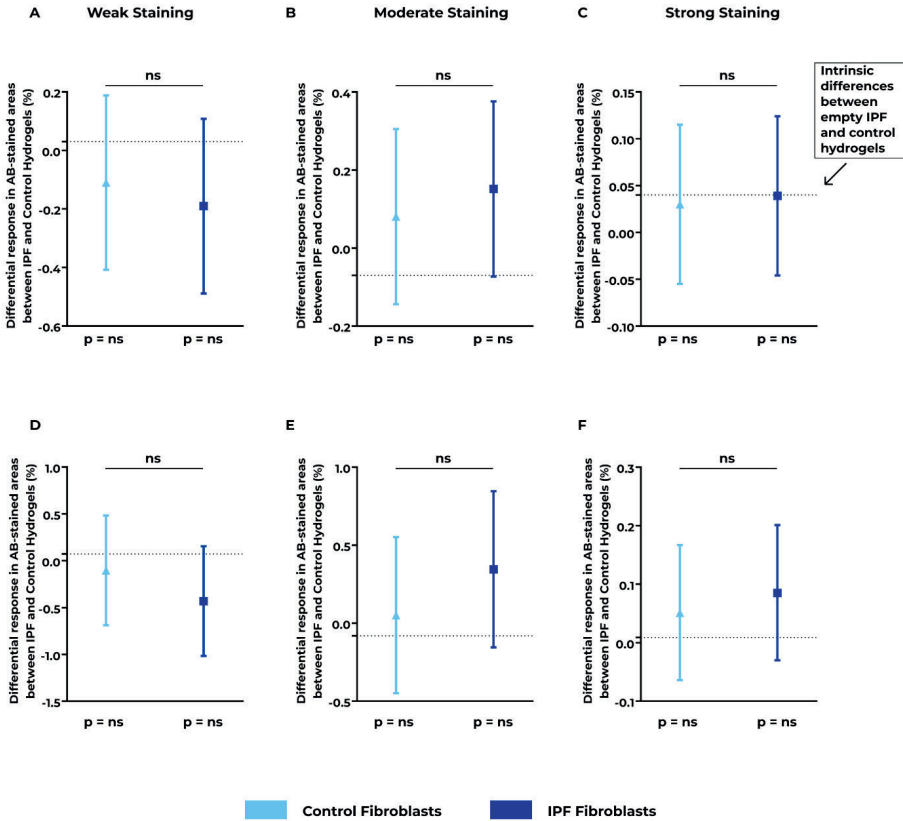 A Weak Staining
B Moderate Staining
C Strong Staining
Differential response in AB-stained areas
between IPF and Control Hydrogels (%)
0.2
0.0
-0.2
-0.4
-0.6
ns
p = ns p = ns
Differential response in AB-stained areas
between IPF and Control Hydrogels (%)
0.4
0.2
0.0
-0.2
ns
p = ns p = ns
Differential response in AB-stained areas
between IPF and Control Hydrogels (%)
0.15
0.10
0.05
0.00
-0.05
-0.10
ns
p = ns p = ns
Intrinsic
differences
between
empty IPF
and control
hydrogels
D
Differential response in AB-stained areas
between IPF and Control Hydrogels (%)
1.0
0.5
0.0
-0.5
-1.0
-1.5
ns
p = ns p = ns
E
Differential response in AB-stained areas
between IPF and Control Hydrogels (%)
1.0
0.5
0.0
-0.5
ns
p = ns p = ns
F
Differential response in AB-stained areas
between IPF and Control Hydrogels (%)
0.3
0.2
0.1
0.0
-0.1
ns
p = ns p = ns
Control Fibroblasts IPF Fibroblasts